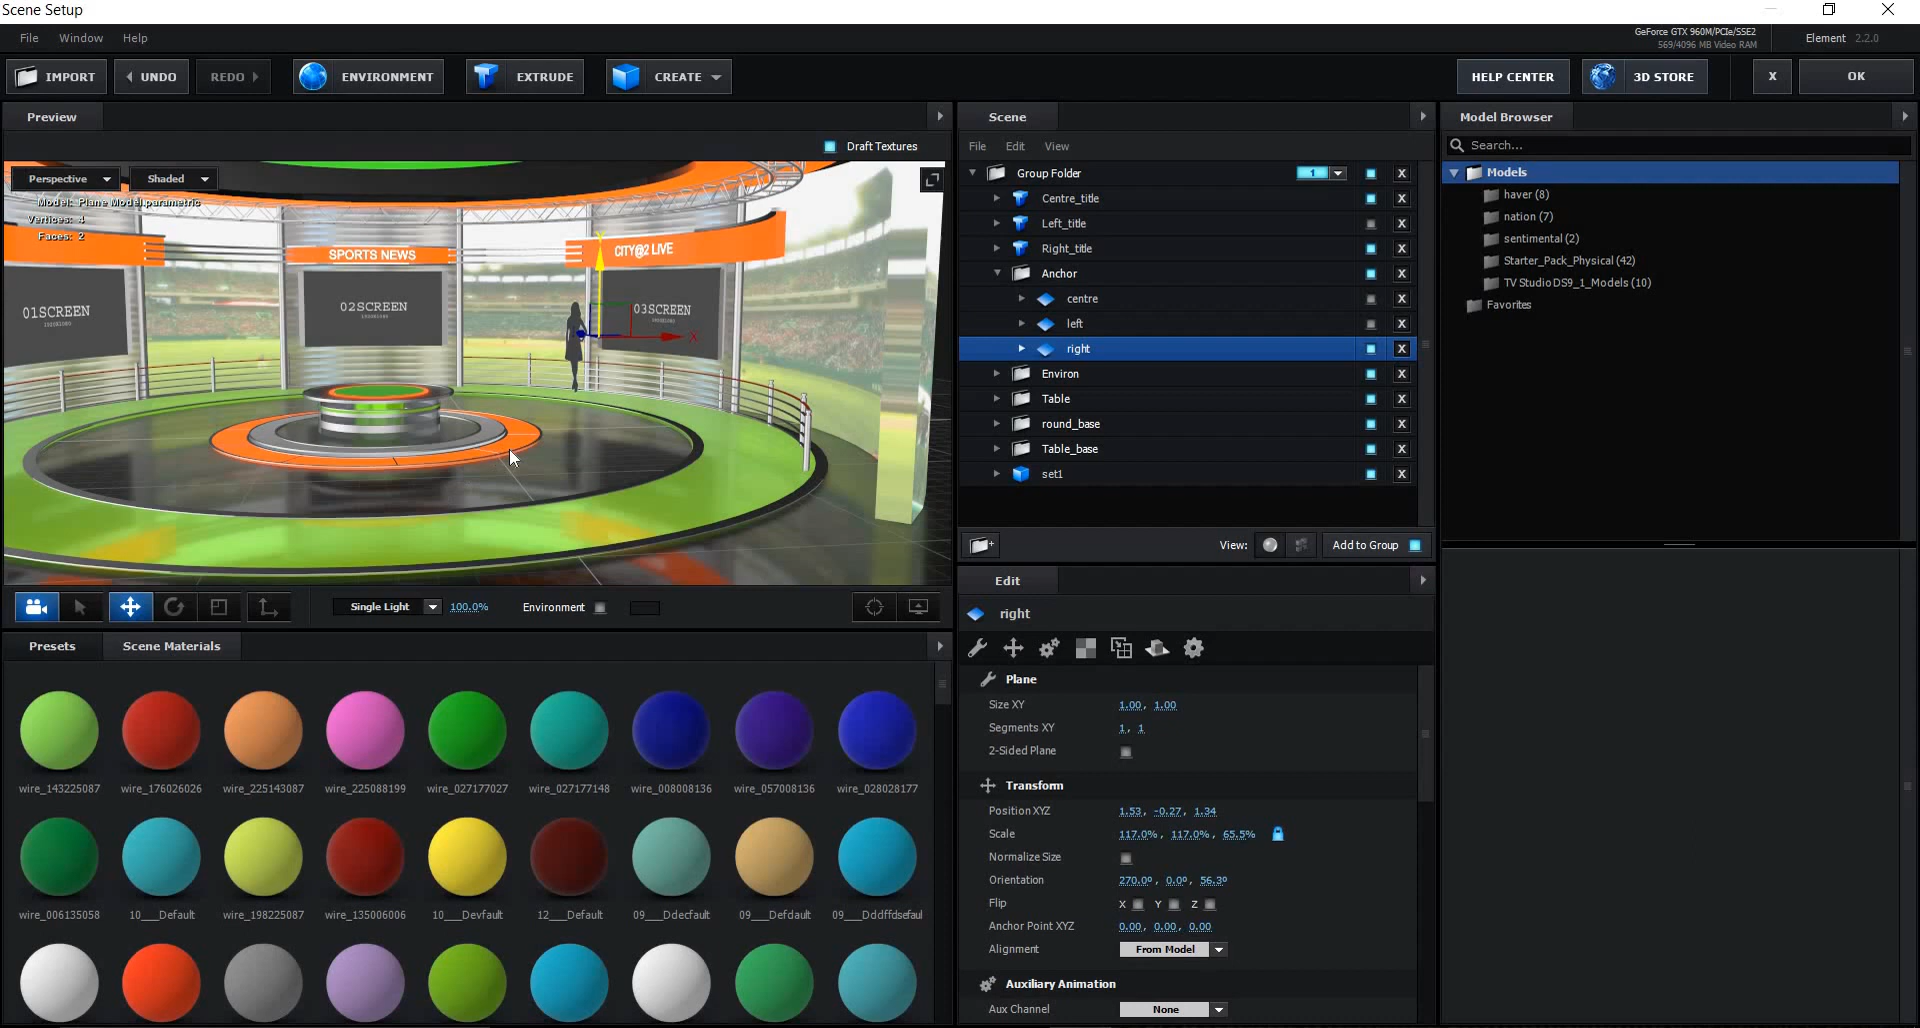 Scene Setup
File Window Help
GeForce GTX 960M/PCIe/SSE2
569/4096 MB Video RAM
Element 2.2.0
IMPORT UNDO REDO ENVIRONMENT EXTRUDE CREATE HELP CENTER 3D STORE X OK
Preview
Draft Textures
Perspective Shaded
Model: Plane Model.parametric
Vertices: 4
Faces: 2
SPORTS NEWS
CITY@2 LIVE
01SCREEN
02SCREEN
03SCREEN
X
Single Light 100.0% Environment
Presets Scene Materials
wire_143225087 wire_176026026 wire_225143087 wire_225088199 wire_027177027 wire_027177148 wire_008008136 wire_057008136 wire_028028177
wire_006135058 10___Default wire_198225087 wire_135006006 10___Devfault 12___Default 09___Ddecfault 09___Defdault 09___Dddffdsefaul
Scene
File Edit View
Group Folder 1 X
Centre_title X
Left_title X
Right_title X
Anchor X
centre X
left X
right X
Environ X
Table X
round_base X
Table_base X
set1 X
View: Add to Group
Edit
right
Plane
Size XY 1.00, 1.00
Segments XY 1, 1
2-Sided Plane
Transform
Position XYZ 1.53, -0.27, 1.34
Scale 117.0%, 117.0%, 65.5%
Normalize Size
Orientation 270.0º, 0.0º, 56.3º
Flip X Y Z
Anchor Point XYZ 0.00, 0.00, 0.00
Alignment From Model
Auxiliary Animation
Aux Channel None
Model Browser
Search...
Models
haver (8)
nation (7)
sentimental (2)
Starter_Pack_Physical (42)
TV StudioDS9_1_Models (10)
Favorites